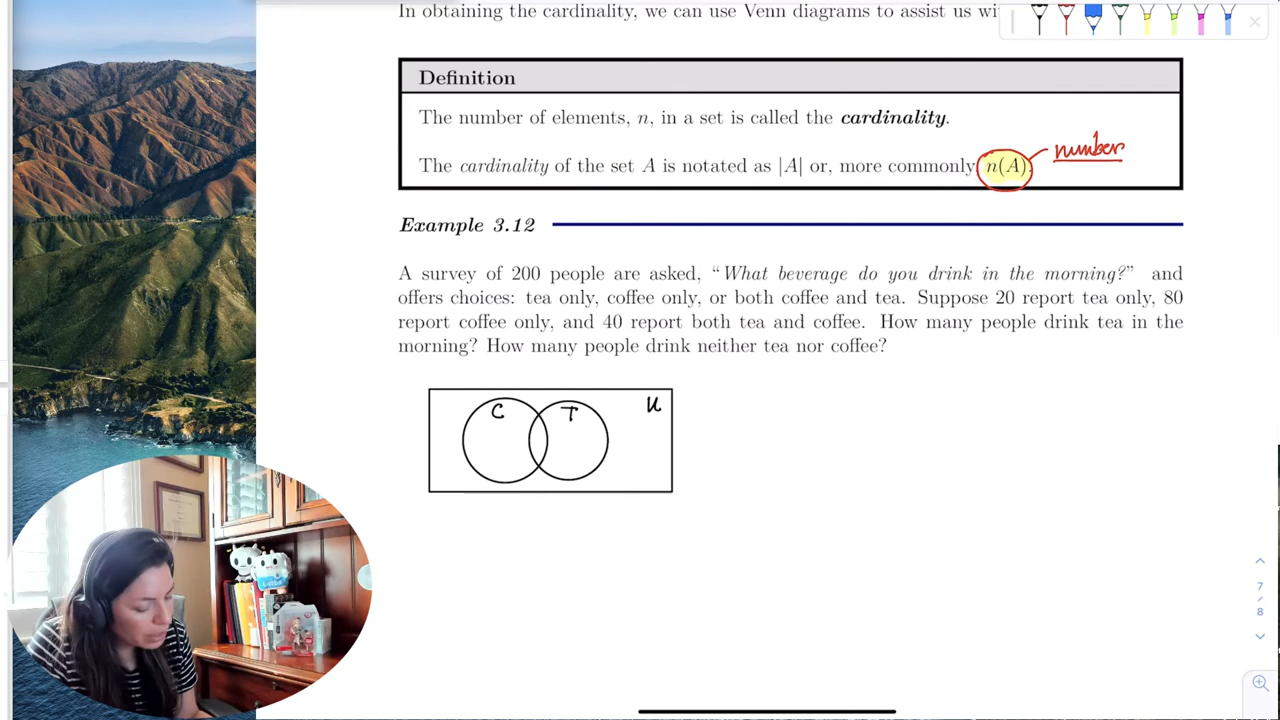 In obtaining the cardinality, we can use Venn diagrams to assist us
Definition
The number of elements, n, in a set is called the cardinality.
The cardinality of the set A is notated as |A| or, more commonly n(A).
number
Example 3.12
A survey of 200 people are asked, “What beverage do you drink in the morning?” and
offers choices: tea only, coffee only, or both coffee and tea. Suppose 20 report tea only, 80
report coffee only, and 40 report both tea and coffee. How many people drink tea in the
morning? How many people drink neither tea nor coffee?
C T U
7
/
8